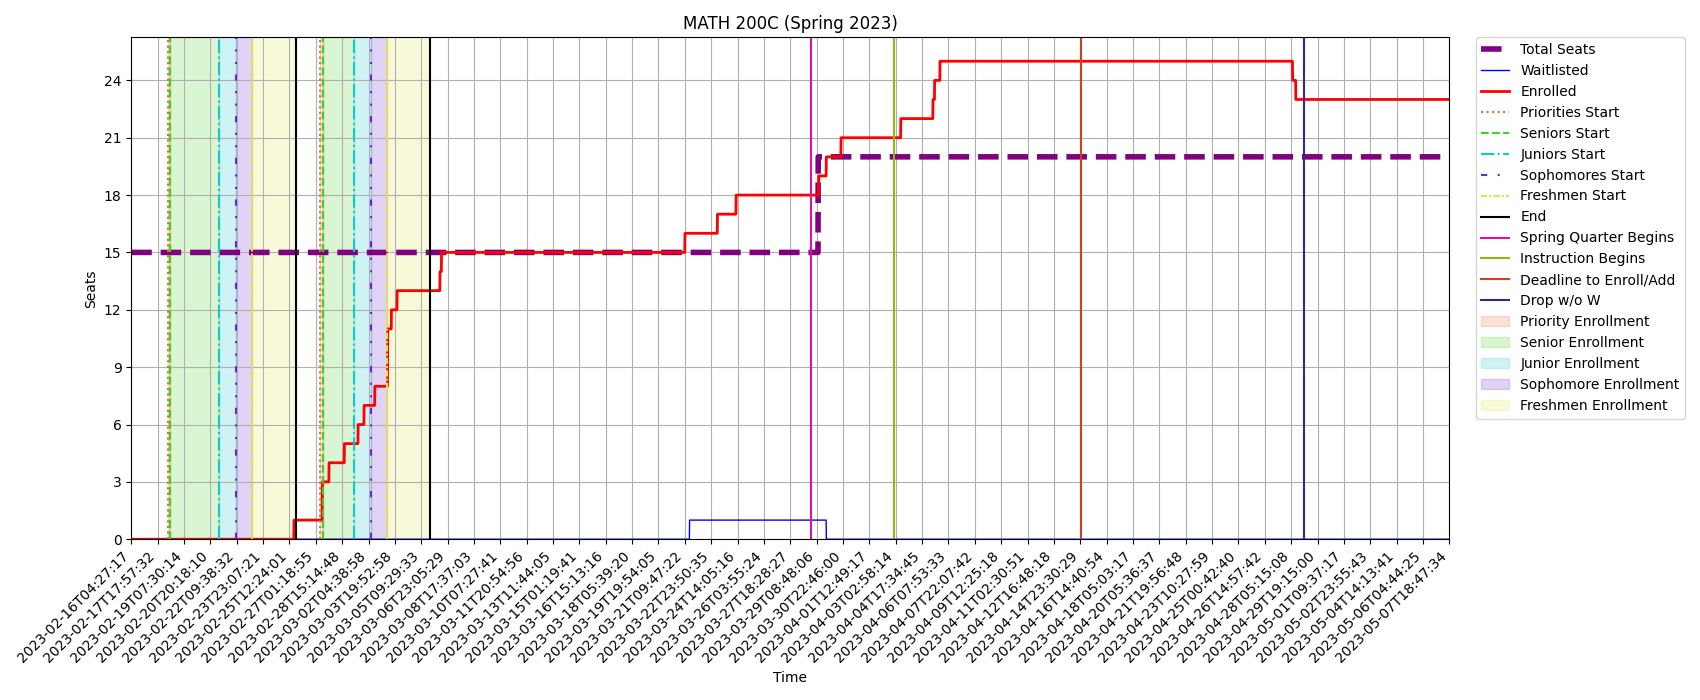 MATH 200C (Spring 2023)
Total Seats
Waitlisted
Enrolled
Priorities Start
Seniors Start
Juniors Start
Sophomores Start
Freshmen Start
End
Spring Quarter Begins
Instruction Begins
Deadline to Enroll/Add
Drop w/o W
Priority Enrollment
Senior Enrollment
Junior Enrollment
Sophomore Enrollment
Freshmen Enrollment
Seats
24
21
18
15
12
9
6
3
0
2023-02-16T04:27:17
2023-02-17T17:57:32
2023-02-19T07:30:14
2023-02-20T20:18:10
2023-02-22T09:38:32
2023-02-23T23:07:21
2023-02-25T12:24:01
2023-02-27T01:18:55
2023-02-28T15:14:48
2023-03-02T04:38:58
2023-03-03T19:52:58
2023-03-05T09:29:33
2023-03-06T23:05:29
2023-03-08T17:37:03
2023-03-10T07:27:41
2023-03-11T20:54:56
2023-03-13T11:44:05
2023-03-15T01:19:41
2023-03-16T15:13:16
2023-03-18T05:39:20
2023-03-19T19:54:05
2023-03-21T09:47:22
2023-03-22T23:50:35
2023-03-24T14:05:16
2023-03-26T03:55:24
2023-03-27T18:28:27
2023-03-29T08:48:06
2023-03-30T22:46:00
2023-04-01T12:49:17
2023-04-03T02:58:14
2023-04-04T17:34:45
2023-04-06T07:53:33
2023-04-07T22:07:42
2023-04-09T12:25:18
2023-04-11T02:30:51
2023-04-12T16:48:18
2023-04-14T23:30:29
2023-04-16T14:40:54
2023-04-18T05:03:17
2023-04-20T05:36:37
2023-04-21T19:56:48
2023-04-23T10:27:59
2023-04-25T00:42:40
2023-04-26T14:57:42
2023-04-28T05:15:08
2023-04-29T19:15:00
2023-05-01T09:37:17
2023-05-02T23:55:43
2023-05-04T14:13:41
2023-05-06T04:44:25
2023-05-07T18:47:34
Time